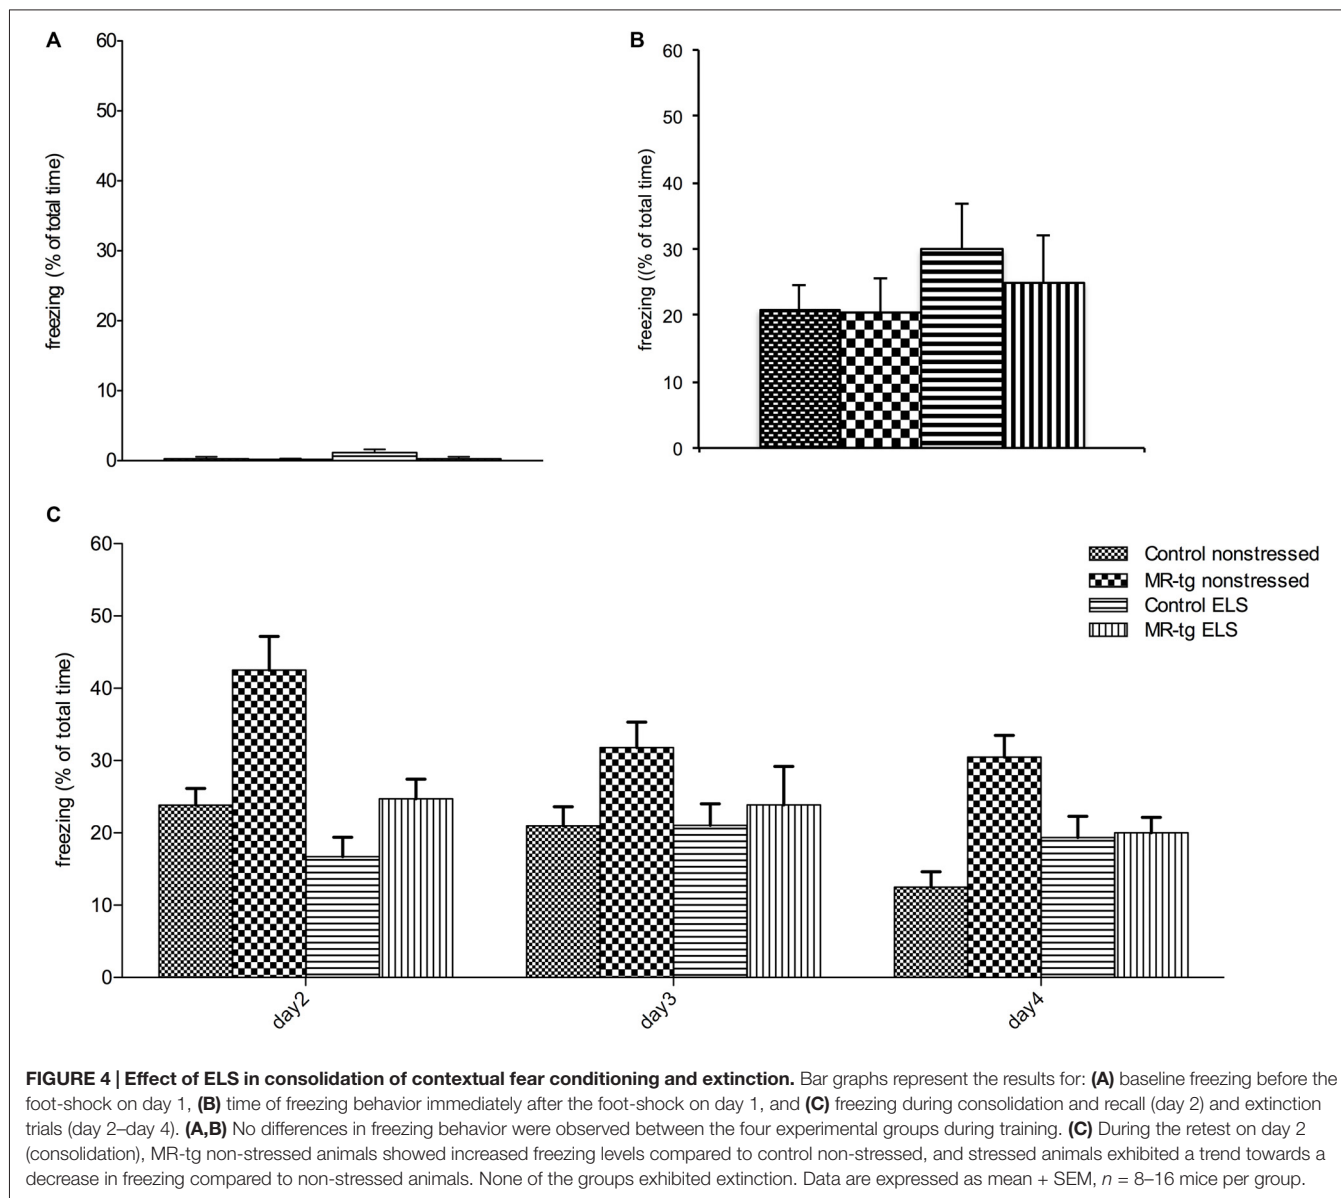 A
60
50
40
30
20
10
0
freezing (% of total time)
B
60
50
40
30
20
10
0
freezing ((% of total time)
C
60
50
40
30
20
10
0
freezing (% of total time)
day2
day3
day4
Control nonstressed
MR-tg nonstressed
Control ELS
MR-tg ELS
FIGURE 4 | Effect of ELS in consolidation of contextual fear conditioning and extinction. Bar graphs represent the results for: (A) baseline freezing before the
foot-shock on day 1, (B) time of freezing behavior immediately after the foot-shock on day 1, and (C) freezing during consolidation and recall (day 2) and extinction
trials (day 2–day 4). (A,B) No differences in freezing behavior were observed between the four experimental groups during training. (C) During the retest on day 2
(consolidation), MR-tg non-stressed animals showed increased freezing levels compared to control non-stressed, and stressed animals exhibited a trend towards a
decrease in freezing compared to non-stressed animals. None of the groups exhibited extinction. Data are expressed as mean + SEM, n = 8–16 mice per group.